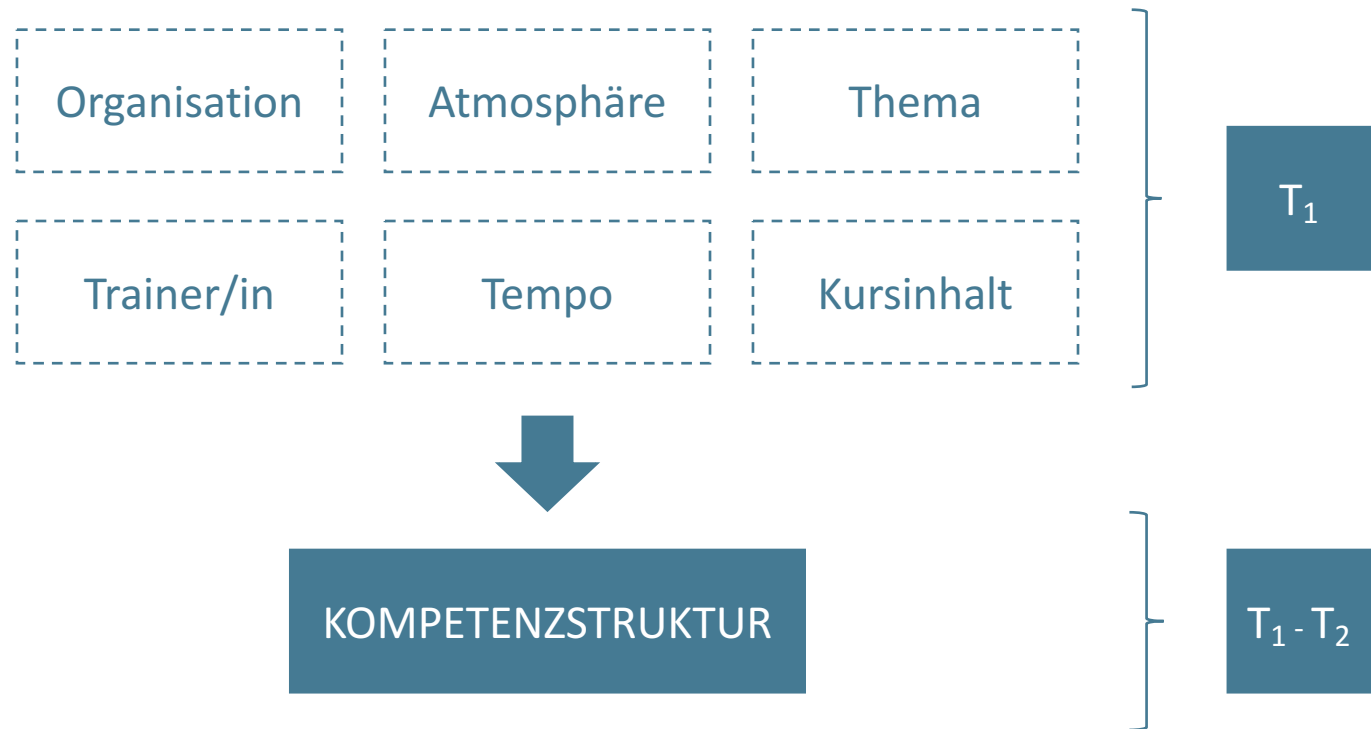 Organisation
Atmosphäre
Thema
T₁
Trainer/in
Tempo
Kursinhalt
KOMPETENZSTRUKTUR
T₁ - T₂